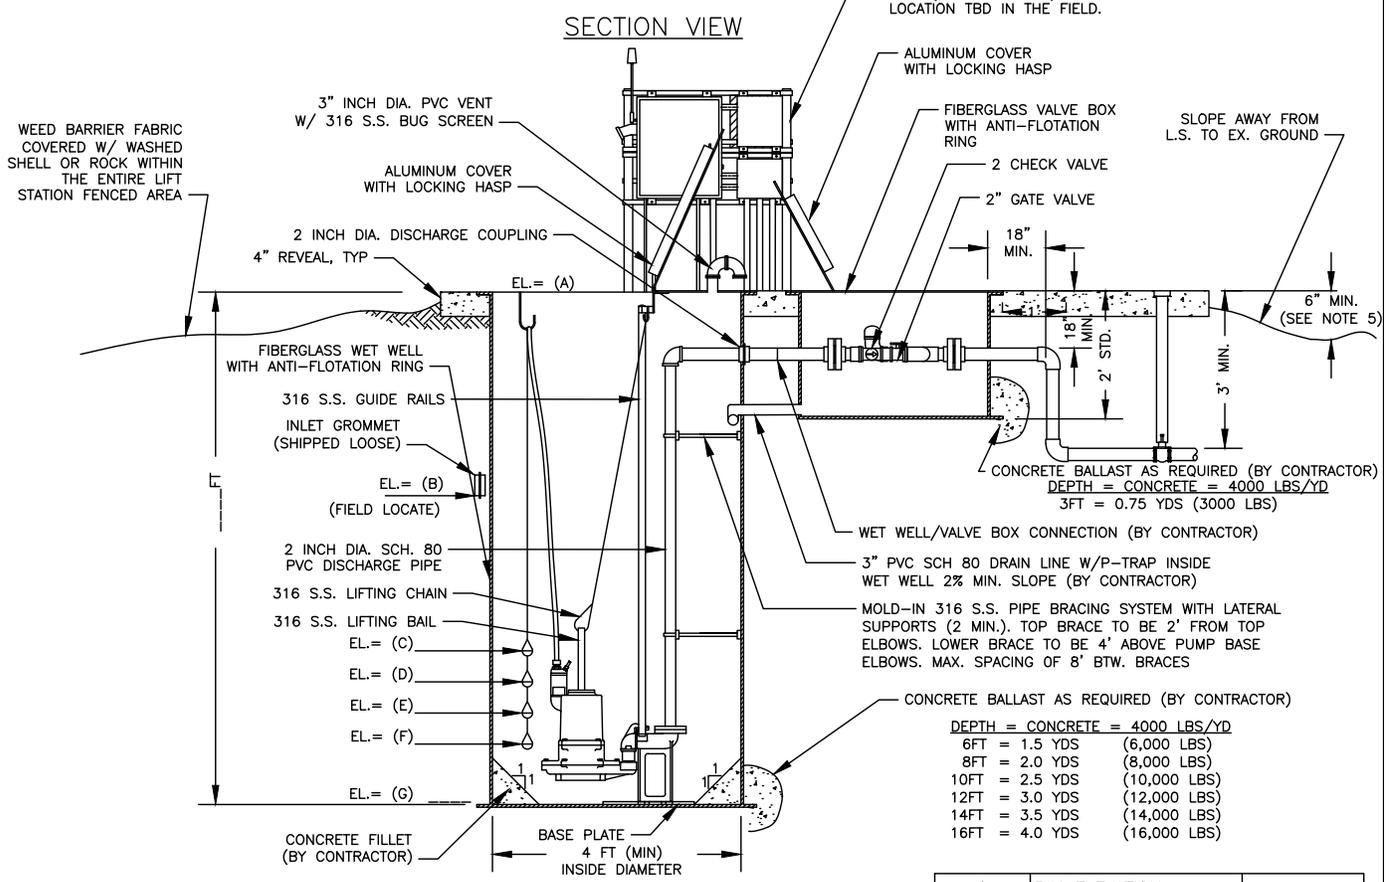 LOCATION TBD IN THE FIELD.
SECTION VIEW
ALUMINUM COVER
WITH LOCKING HASP
3" INCH DIA. PVC VENT
W/ 316 S.S. BUG SCREEN
FIBERGLASS VALVE BOX
WITH ANTI-FLOTATION
RING
SLOPE AWAY FROM
L.S. TO EX. GROUND
WEED BARRIER FABRIC
COVERED W/ WASHED
SHELL OR ROCK WITHIN
THE ENTIRE LIFT
STATION FENCED AREA
ALUMINUM COVER
WITH LOCKING HASP
2 CHECK VALVE
2" GATE VALVE
2 INCH DIA. DISCHARGE COUPLING
18"
MIN.
4" REVEAL, TYP
EL.= (A)
6" MIN.
(SEE NOTE 5)
18"
MIN.
2' STD.
3' MIN.
FIBERGLASS WET WELL
WITH ANTI-FLOTATION RING
316 S.S. GUIDE RAILS
INLET GROMMET
(SHIPPED LOOSE)
EL.= (B)
(FIELD LOCATE)
____FT
CONCRETE BALLAST AS REQUIRED (BY CONTRACTOR)
DEPTH = CONCRETE = 4000 LBS/YD
3FT = 0.75 YDS (3000 LBS)
WET WELL/VALVE BOX CONNECTION (BY CONTRACTOR)
2 INCH DIA. SCH. 80
PVC DISCHARGE PIPE
3" PVC SCH 80 DRAIN LINE W/P-TRAP INSIDE
WET WELL 2% MIN. SLOPE (BY CONTRACTOR)
316 S.S. LIFTING CHAIN
316 S.S. LIFTING BAIL
MOLD-IN 316 S.S. PIPE BRACING SYSTEM WITH LATERAL
SUPPORTS (2 MIN.). TOP BRACE TO BE 2' FROM TOP
ELBOWS. LOWER BRACE TO BE 4' ABOVE PUMP BASE
ELBOWS. MAX. SPACING OF 8' BTW. BRACES
EL.= (C)
EL.= (D)
EL.= (E)
EL.= (F)
CONCRETE BALLAST AS REQUIRED (BY CONTRACTOR)
DEPTH = CONCRETE = 4000 LBS/YD
6FT = 1.5 YDS (6,000 LBS)
8FT = 2.0 YDS (8,000 LBS)
10FT = 2.5 YDS (10,000 LBS)
12FT = 3.0 YDS (12,000 LBS)
14FT = 3.5 YDS (14,000 LBS)
16FT = 4.0 YDS (16,000 LBS)
1
1
1
1
EL.= (G) ____
CONCRETE FILLET
(BY CONTRACTOR)
BASE PLATE
4 FT (MIN)
INSIDE DIAMETER